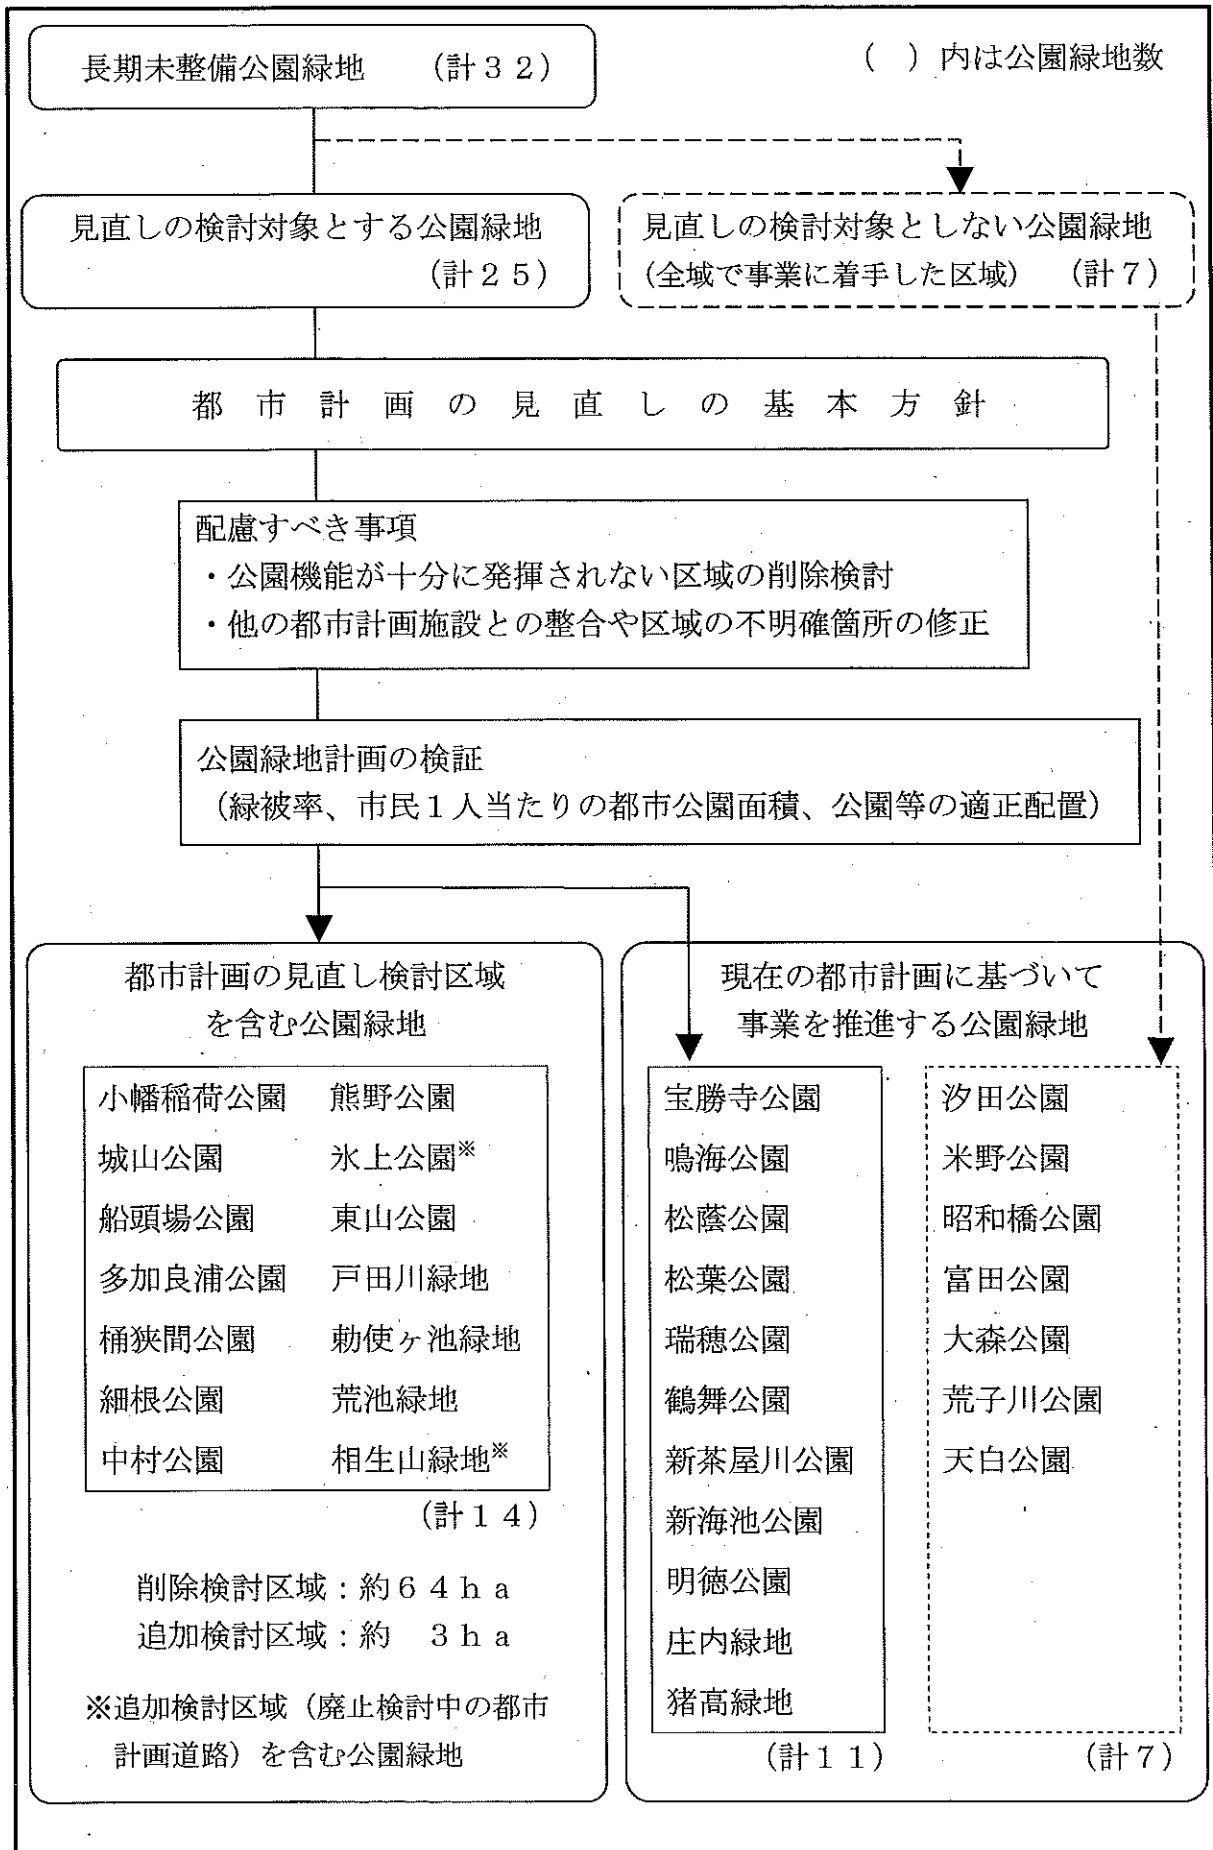 長期未整備公園緑地　（計３２）
（　）内は公園緑地数
見直しの検討対象とする公園緑地
（計２５）
見直しの検討対象としない公園緑地
（全域で事業に着手した区域）　（計７）
都市計画の見直しの基本方針
配慮すべき事項
・公園機能が十分に発揮されない区域の削除検討
・他の都市計画施設との整合や区域の不明確箇所の修正
公園緑地計画の検証
（緑被率、市民１人当たりの都市公園面積、公園等の適正配置）
都市計画の見直し検討区域
を含む公園緑地
小幡稲荷公園　熊野公園
城山公園　氷上公園※
船頭場公園　東山公園
多加良浦公園　戸田川緑地
桶狭間公園　勅使ヶ池緑地
細根公園　荒池緑地
中村公園　相生山緑地※
（計１４）
削除検討区域：約６４ｈａ
追加検討区域：約　３ｈａ
※追加検討区域（廃止検討中の都市
計画道路）を含む公園緑地
現在の都市計画に基づいて
事業を推進する公園緑地
宝勝寺公園
鳴海公園
松蔭公園
松葉公園
瑞穂公園
鶴舞公園
新茶屋川公園
新海池公園
明徳公園
庄内緑地
猪高緑地
（計１１）
汐田公園
米野公園
昭和橋公園
富田公園
大森公園
荒子川公園
天白公園
（計７）